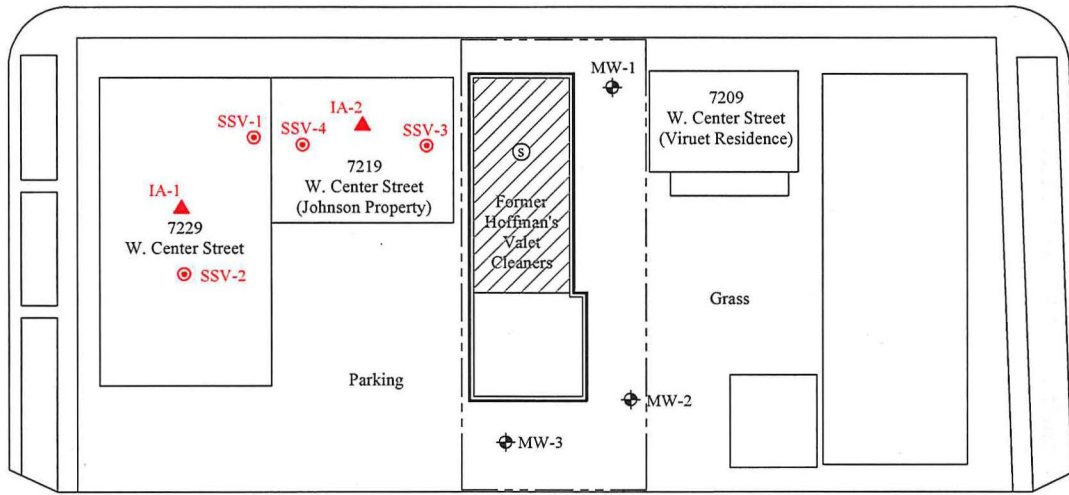 MW-1
7209
W. Center Street
(Viruet Residence)
IA-2
SSV-1
SSV-4
SSV-3
7219
W. Center Street
(Johnson Property)
S
IA-1
7229
W. Center Street
SSV-2
Former
Hoffman's
Valet
Cleaners
Grass
Parking
MW-2
MW-3